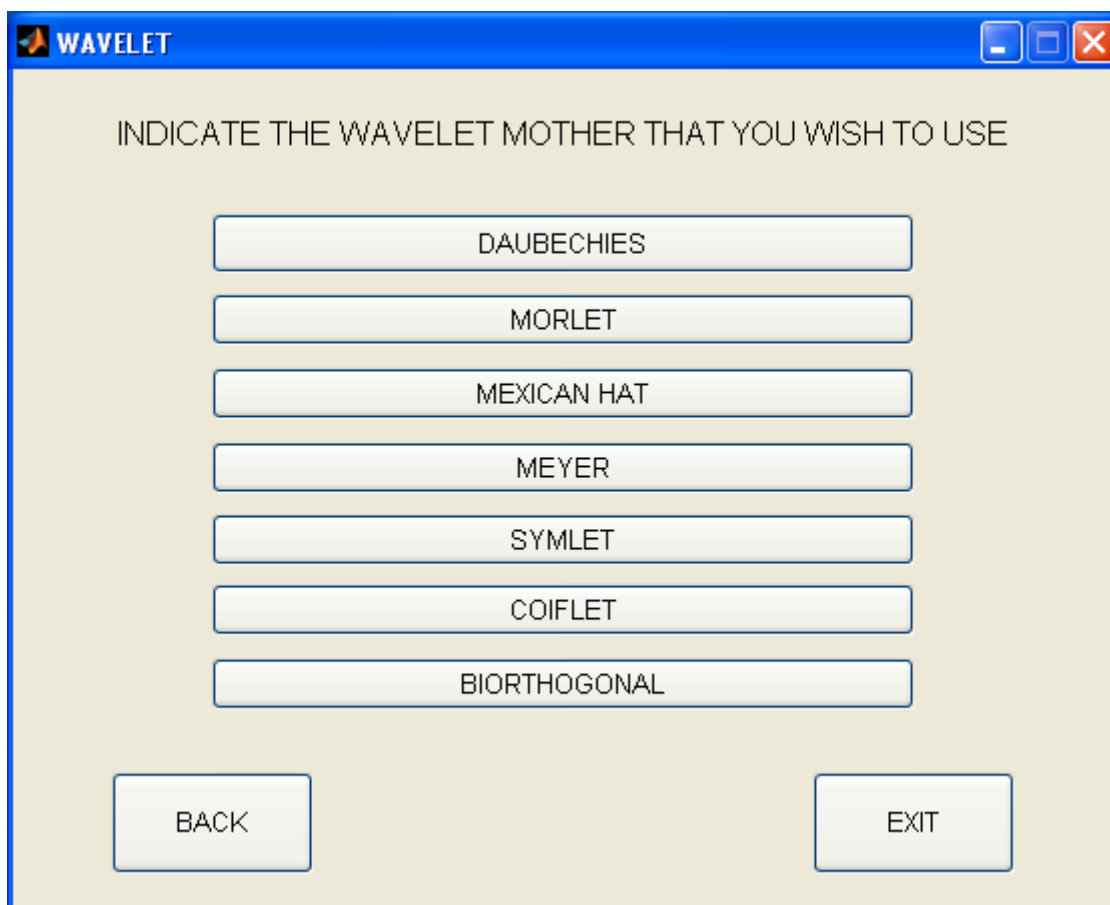 WAVELET
INDICATE THE WAVELET MOTHER THAT YOU WISH TO USE
DAUBECHIES
MORLET
MEXICAN HAT
MEYER
SYMLET
COIFLET
BIORTHOGONAL
BACK
EXIT